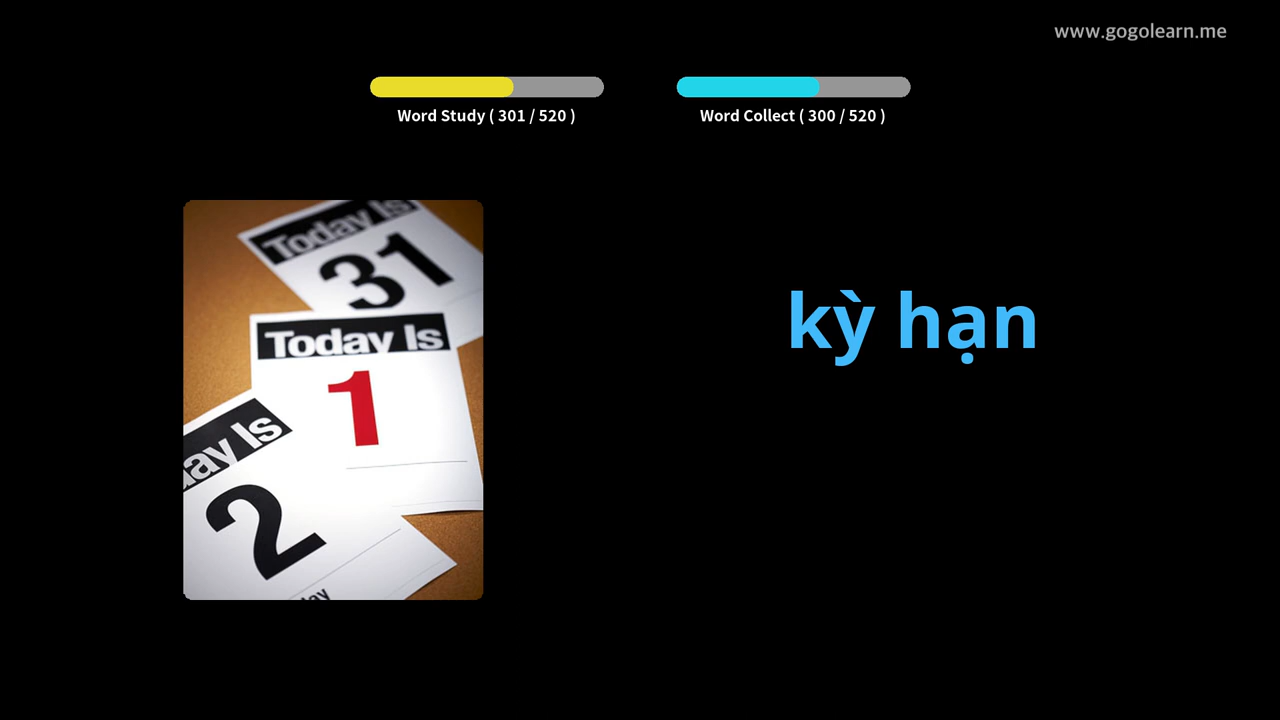 www.gogolearn.me
Word Study ( 301 / 520 )
Word Collect ( 300 / 520 )
Today Is
31
Today Is
1
ay Is
2
ay
kỳ hạn